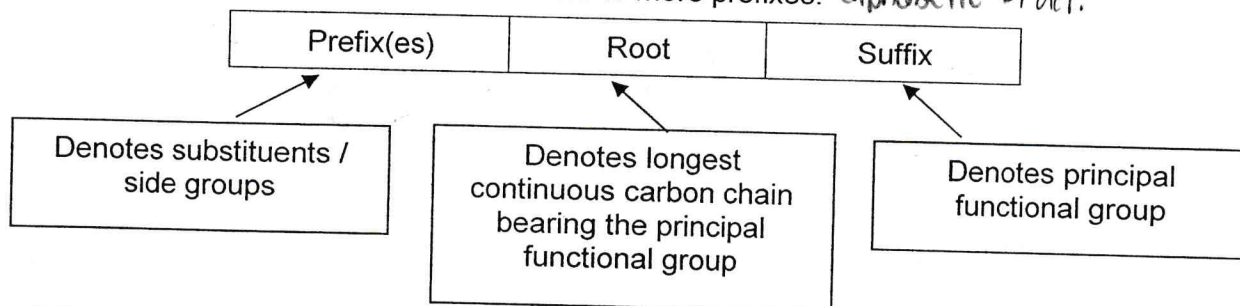 more prefixes. alphabetic
Prefix(es) Root Suffix
Denotes substituents /
side groups
Denotes longest
continuous carbon chain
bearing the principal
functional group
Denotes principal
functional group